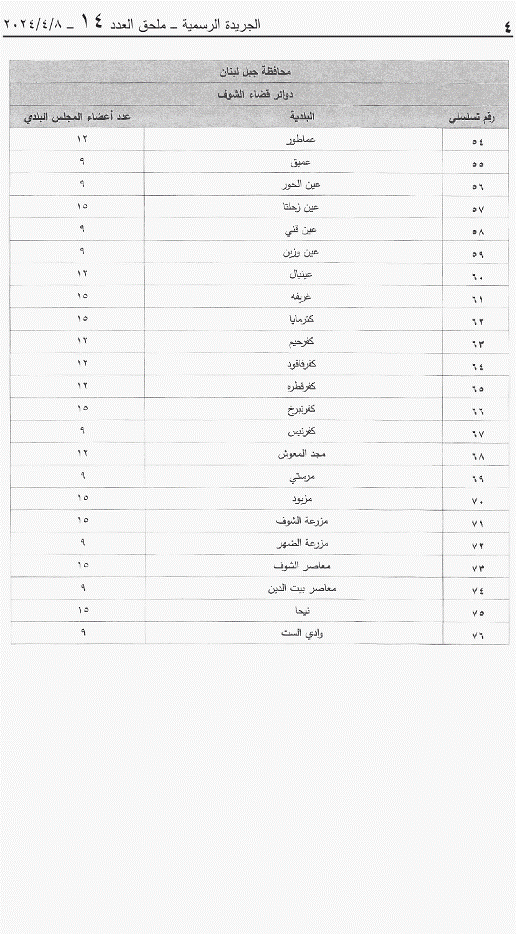 ٤ الجريدة الرسمية – ملحق العدد ١٤ – ٢٠٢٤/٤/٨
محافظة جبل لبنان
دوائر قضاء الشوف
رقم تسلسلي البلدية عدد أعضاء المجلس البلدي
٥٤ عماطور ١٢
٥٥ عميق ٩
٥٦ عين الحور ٩
٥٧ عين زحلتا ١٥
٥٨ عين قني ٩
٥٩ عين وزين ٩
٦٠ عينبال ١٢
٦١ غريفه ١٥
٦٢ كترمايا ١٥
٦٣ كفرحيم ١٢
٦٤ كفرفاقود ١٢
٦٥ كفرقطره ١٢
٦٦ كفرنبرخ ١٥
٦٧ كفرنيس ٩
٦٨ مجد المعوش ١٢
٦٩ مرستي ٩
٧٠ مزبود ١٥
٧١ مزرعة الشوف ١٥
٧٢ مزرعة الضهر ٩
٧٣ معاصر الشوف ١٥
٧٤ معاصر بيت الدين ٩
٧٥ نيحا ١٥
٧٦ وادي الست ٩